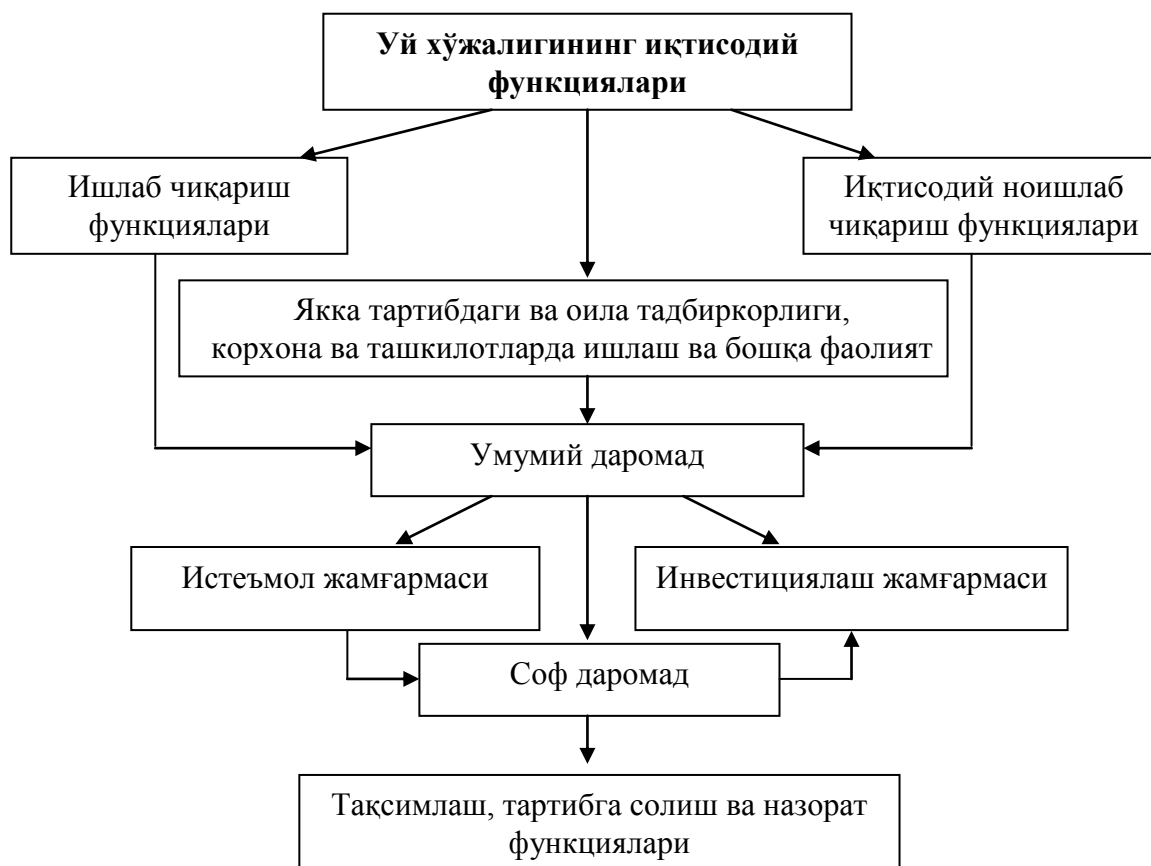 Уй хўжалигининг иқтисодий
функциялари
Ишлаб чиқариш
функциялари
Иқтисодий ноишлаб
чиқариш функциялари
Якка тартибдаги ва оила тадбиркорлиги,
корхона ва ташкилотларда ишлаш ва бошқа фаолият
Умумий даромад
Истеъмол жамғармаси
Инвестициялаш жамғармаси
Соф даромад
Тақсимлаш, тартибга солиш ва назорат
функциялари